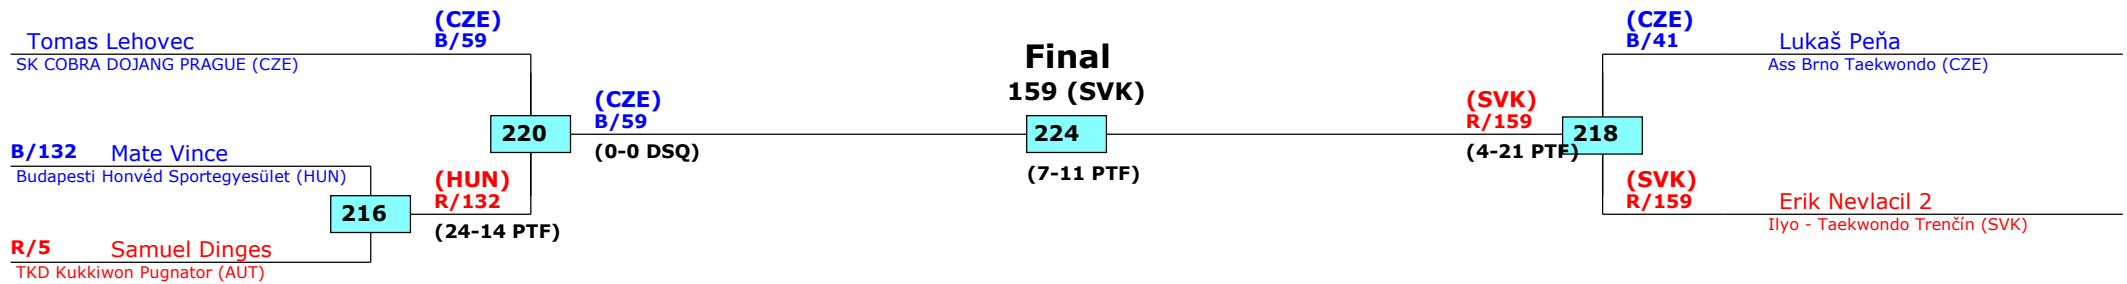 (CZE)
B/59
Tomas Lehovec
SK COBRA DOJANG PRAGUE (CZE)
B/132 Mate Vince
Budapesti Honvéd Sportegyesület (HUN)
R/5 Samuel Dinges
TKD Kukkiwon Pugnator (AUT)
216
(HUN)
R/132
(24-14 PTF)
220
(CZE)
B/59
(0-0 DSQ)
Final
159 (SVK)
224
(7-11 PTF)
(SVK)
R/159
(4-21 PTF)
218
(CZE)
B/41
Lukaš Peňa
Ass Brno Taekwondo (CZE)
(SVK)
R/159
Erik Nevlacil 2
Ilyo - Taekwondo Trenčín (SVK)